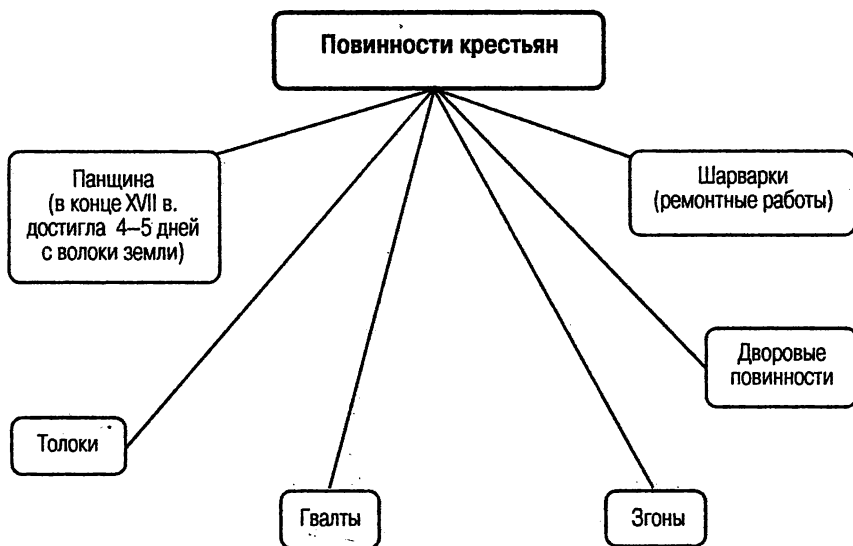 Повинности крестьян
Панщина
(в конце XVII в.
достигла 4–5 дней
с волоки земли)
Шарварки
(ремонтные работы)
Дворовые
повинности
Толоки
Гвалты
Згоны